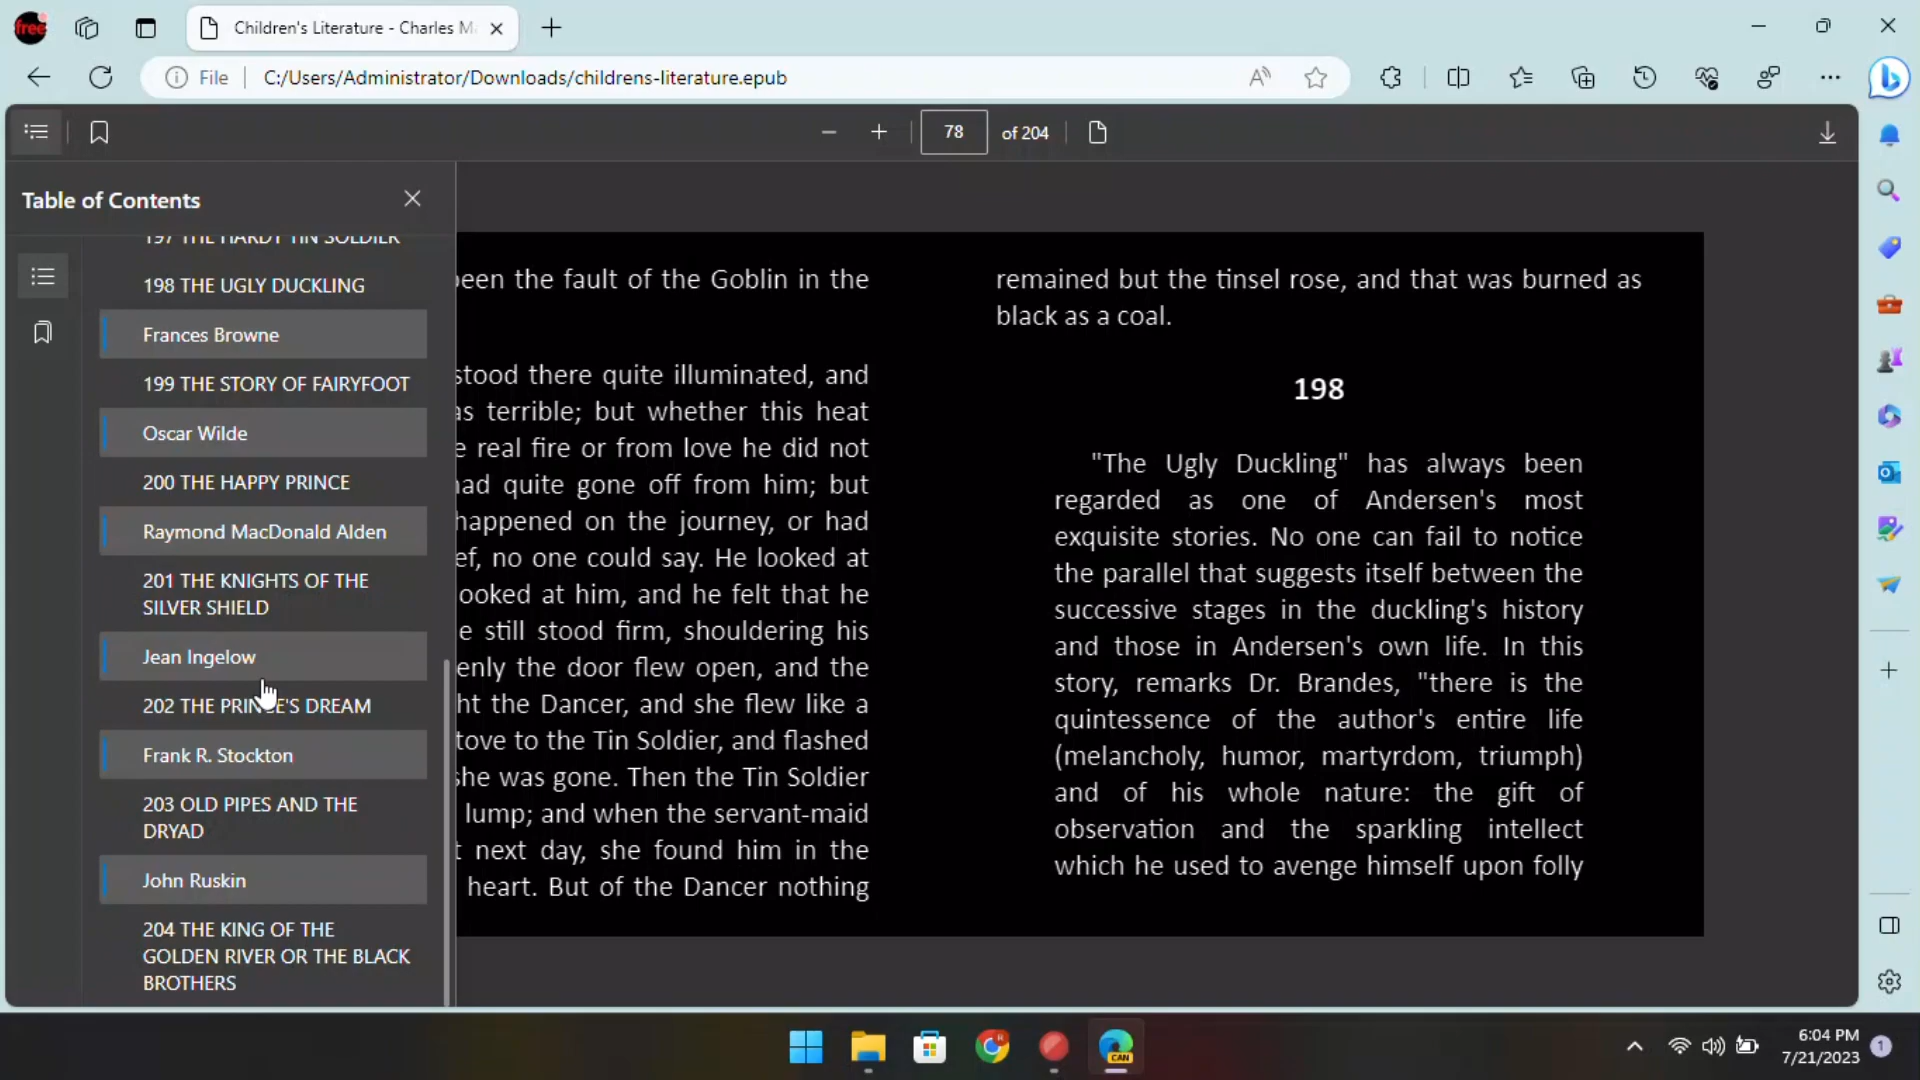 free
Children's Literature - Charles M
File
C:/Users/Administrator/Downloads/childrens-literature.epub
78
of 204
Table of Contents
197 THE HARDY TIN SOLDIER
198 THE UGLY DUCKLING
Frances Browne
199 THE STORY OF FAIRYFOOT
Oscar Wilde
200 THE HAPPY PRINCE
Raymond MacDonald Alden
201 THE KNIGHTS OF THE
SILVER SHIELD
Jean Ingelow
202 THE PRINCE'S DREAM
Frank R. Stockton
203 OLD PIPES AND THE
DRYAD
John Ruskin
204 THE KING OF THE
GOLDEN RIVER OR THE BLACK
BROTHERS
been the fault of the Goblin in the
stood there quite illuminated, and
as terrible; but whether this heat
e real fire or from love he did not
had quite gone off from him; but
happened on the journey, or had
ef, no one could say. He looked at
ooked at him, and he felt that he
e still stood firm, shouldering his
enly the door flew open, and the
ht the Dancer, and she flew like a
tove to the Tin Soldier, and flashed
she was gone. Then the Tin Soldier
lump; and when the servant-maid
t next day, she found him in the
heart. But of the Dancer nothing
remained but the tinsel rose, and that was burned as
black as a coal.
198
"The Ugly Duckling" has always been
regarded as one of Andersen's most
exquisite stories. No one can fail to notice
the parallel that suggests itself between the
successive stages in the duckling's history
and those in Andersen's own life. In this
story, remarks Dr. Brandes, "there is the
quintessence of the author's entire life
(melancholy, humor, martyrdom, triumph)
and of his whole nature: the gift of
observation and the sparkling intellect
which he used to avenge himself upon folly
CAN
6:04 PM
7/21/2023
1